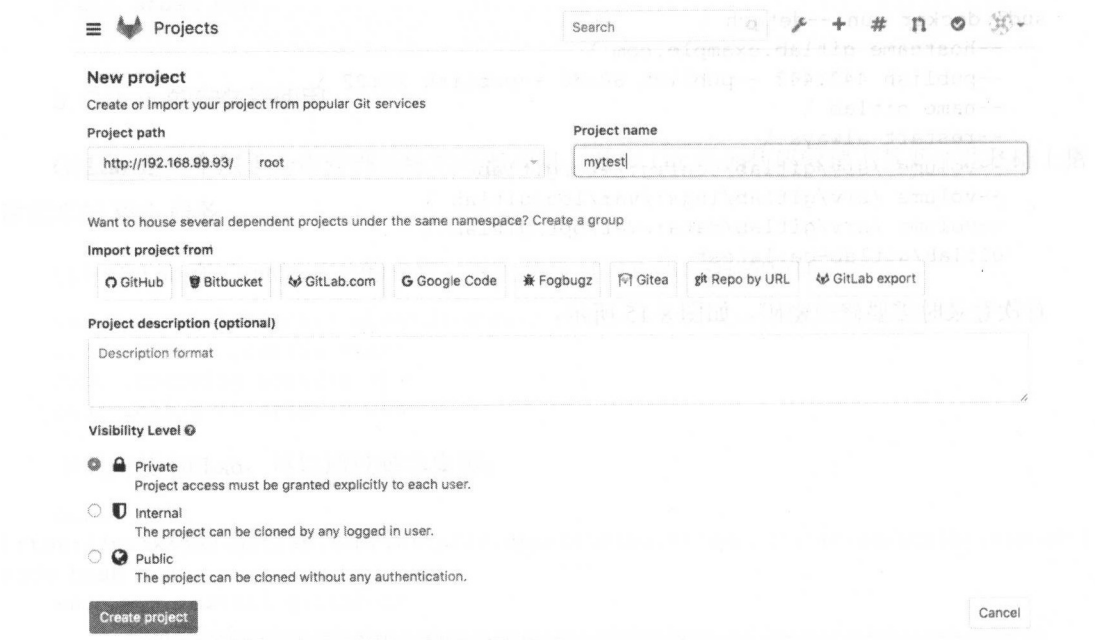 Projects
Search
New project
Create or Import your project from popular Git services
Project path
Project name
http://192.168.99.93/ root
mytest
Want to house several dependent projects under the same namespace? Create a group
Import project from
GitHub Bitbucket GitLab.com Google Code Fogbugz Gitea git Repo by URL GitLab export
Project description (optional)
Description format
Visibility Level
Private
Project access must be granted explicitly to each user.
Internal
The project can be cloned by any logged in user.
Public
The project can be cloned without any authentication.
Create project
Cancel